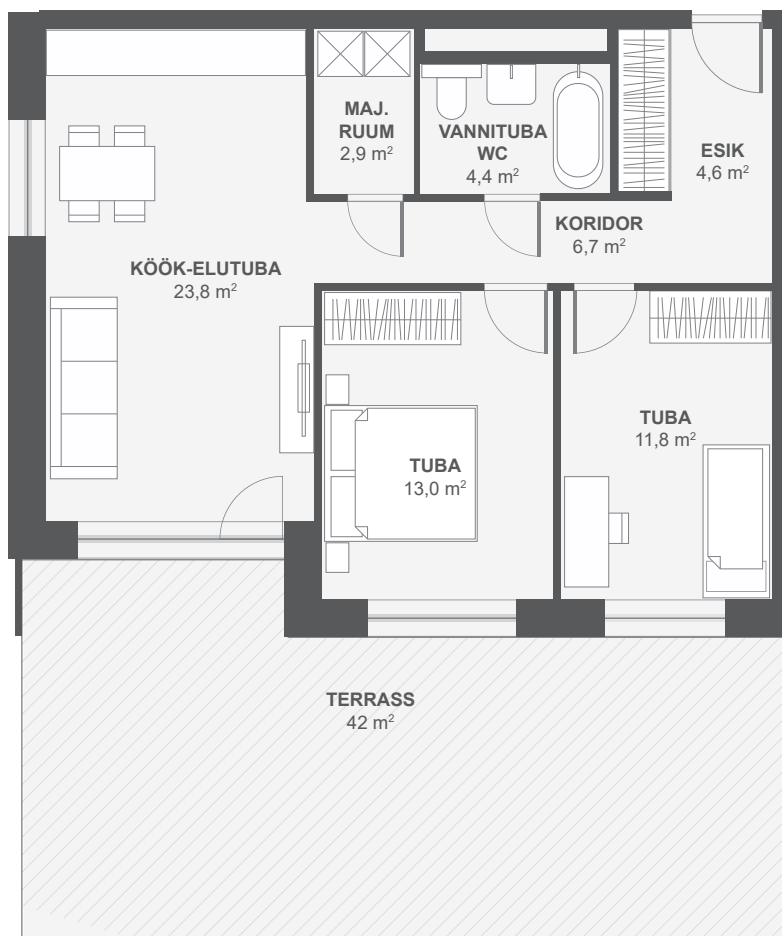 MAJ.
RUUM
2,9 m²
VANNITUBA
WC
4,4 m²
ESIK
4,6 m²
KORIDOR
6,7 m²
KÖÖK-ELUTUBA
23,8 m²
TUBA
13,0 m²
TUBA
11,8 m²
TERRASS
42 m²